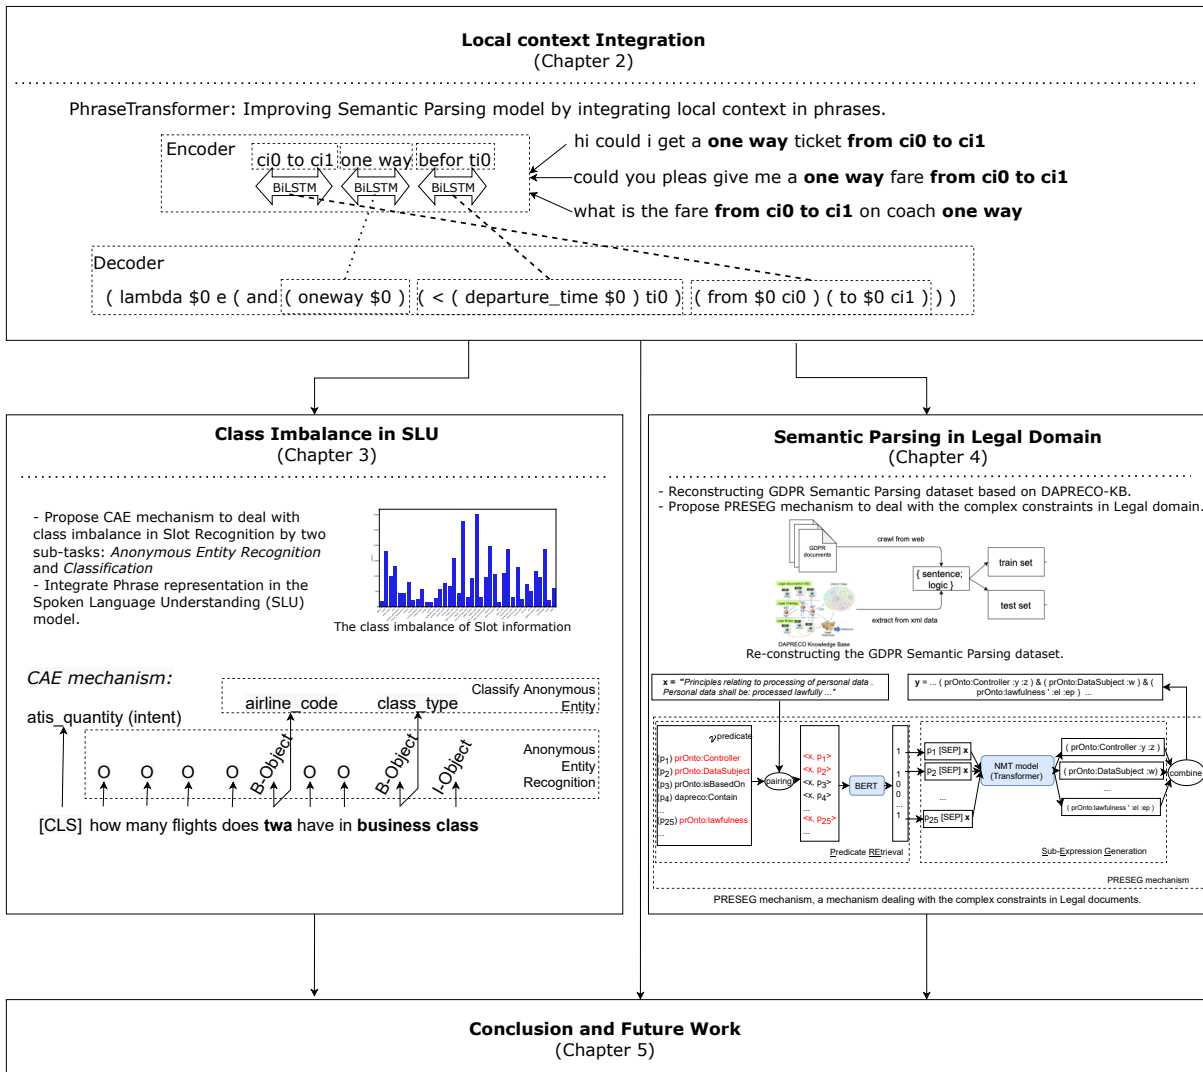 Local context Integration
(Chapter 2)
PhraseTransformer: Improving Semantic Parsing model by integrating local context in phrases.
Encoder
ci0 to ci1 one way befor ti0
BiLSTM BiLSTM BiLSTM
hi could i get a one way ticket from ci0 to ci1
could you pleas give me a one way fare from ci0 to ci1
what is the fare from ci0 to ci1 on coach one way
Decoder
( lambda $0 e ( and ( oneway $0 ) ( < ( departure_time $0 ) ti0 ) ( from $0 ci0 ) ( to $0 ci1 ) ) )
Class Imbalance in SLU
(Chapter 3)
- Propose CAE mechanism to deal with
class imbalance in Slot Recognition by two
sub-tasks: Anonymous Entity Recognition
and Classification
- Integrate Phrase representation in the
Spoken Language Understanding (SLU)
model.
The class imbalance of Slot information
CAE mechanism:
Classify Anonymous
Entity
airline_code class_type
atis_quantity (intent)
Anonymous
Entity
Recognition
O O O O B-Object O O B-Object I-Object
[CLS] how many flights does twa have in business class
Semantic Parsing in Legal Domain
(Chapter 4)
- Reconstructing GDPR Semantic Parsing dataset based on DAPRECO-KB.
- Propose PRESEG mechanism to deal with the complex constraints in Legal domain.
GDPR
documents
crawl from web
{ sentence;
logic }
train set
test set
extract from xml data
DAPRECO Knowledge Base
Re-constructing the GDPR Semantic Parsing dataset.
x = "Principles relating to processing of personal data .
Personal data shall be: processed lawfully ..."
y = ... ( prOnto:Controller :y :z ) & ( prOnto:DataSubject :w ) & (
prOnto:lawfulness ' :el :ep ) ...
predicate
(p1) prOnto:Controller
(p2) prOnto:DataSubject
(p3) prOnto:isBasedOn
(p4) dapreco:Contain
...
(p25) prOnto:lawfulness
...
pairing
<x, p1>
<x, p2>
<x, p3>
<x, p4>
...
<x, p25>
...
BERT
1
1
0
0
...
1
Predicate REtrieval
p1 [SEP] x
p2 [SEP] x
...
p25 [SEP] x
NMT model
(Transformer)
( prOnto:Controller :y :z )
( prOnto:DataSubject :w)
...
( prOnto:lawfulness ' :el :ep )
combine
Sub-Expression Generation
PRESEG mechanism
PRESEG mechanism, a mechanism dealing with the complex constraints in Legal documents.
Conclusion and Future Work
(Chapter 5)